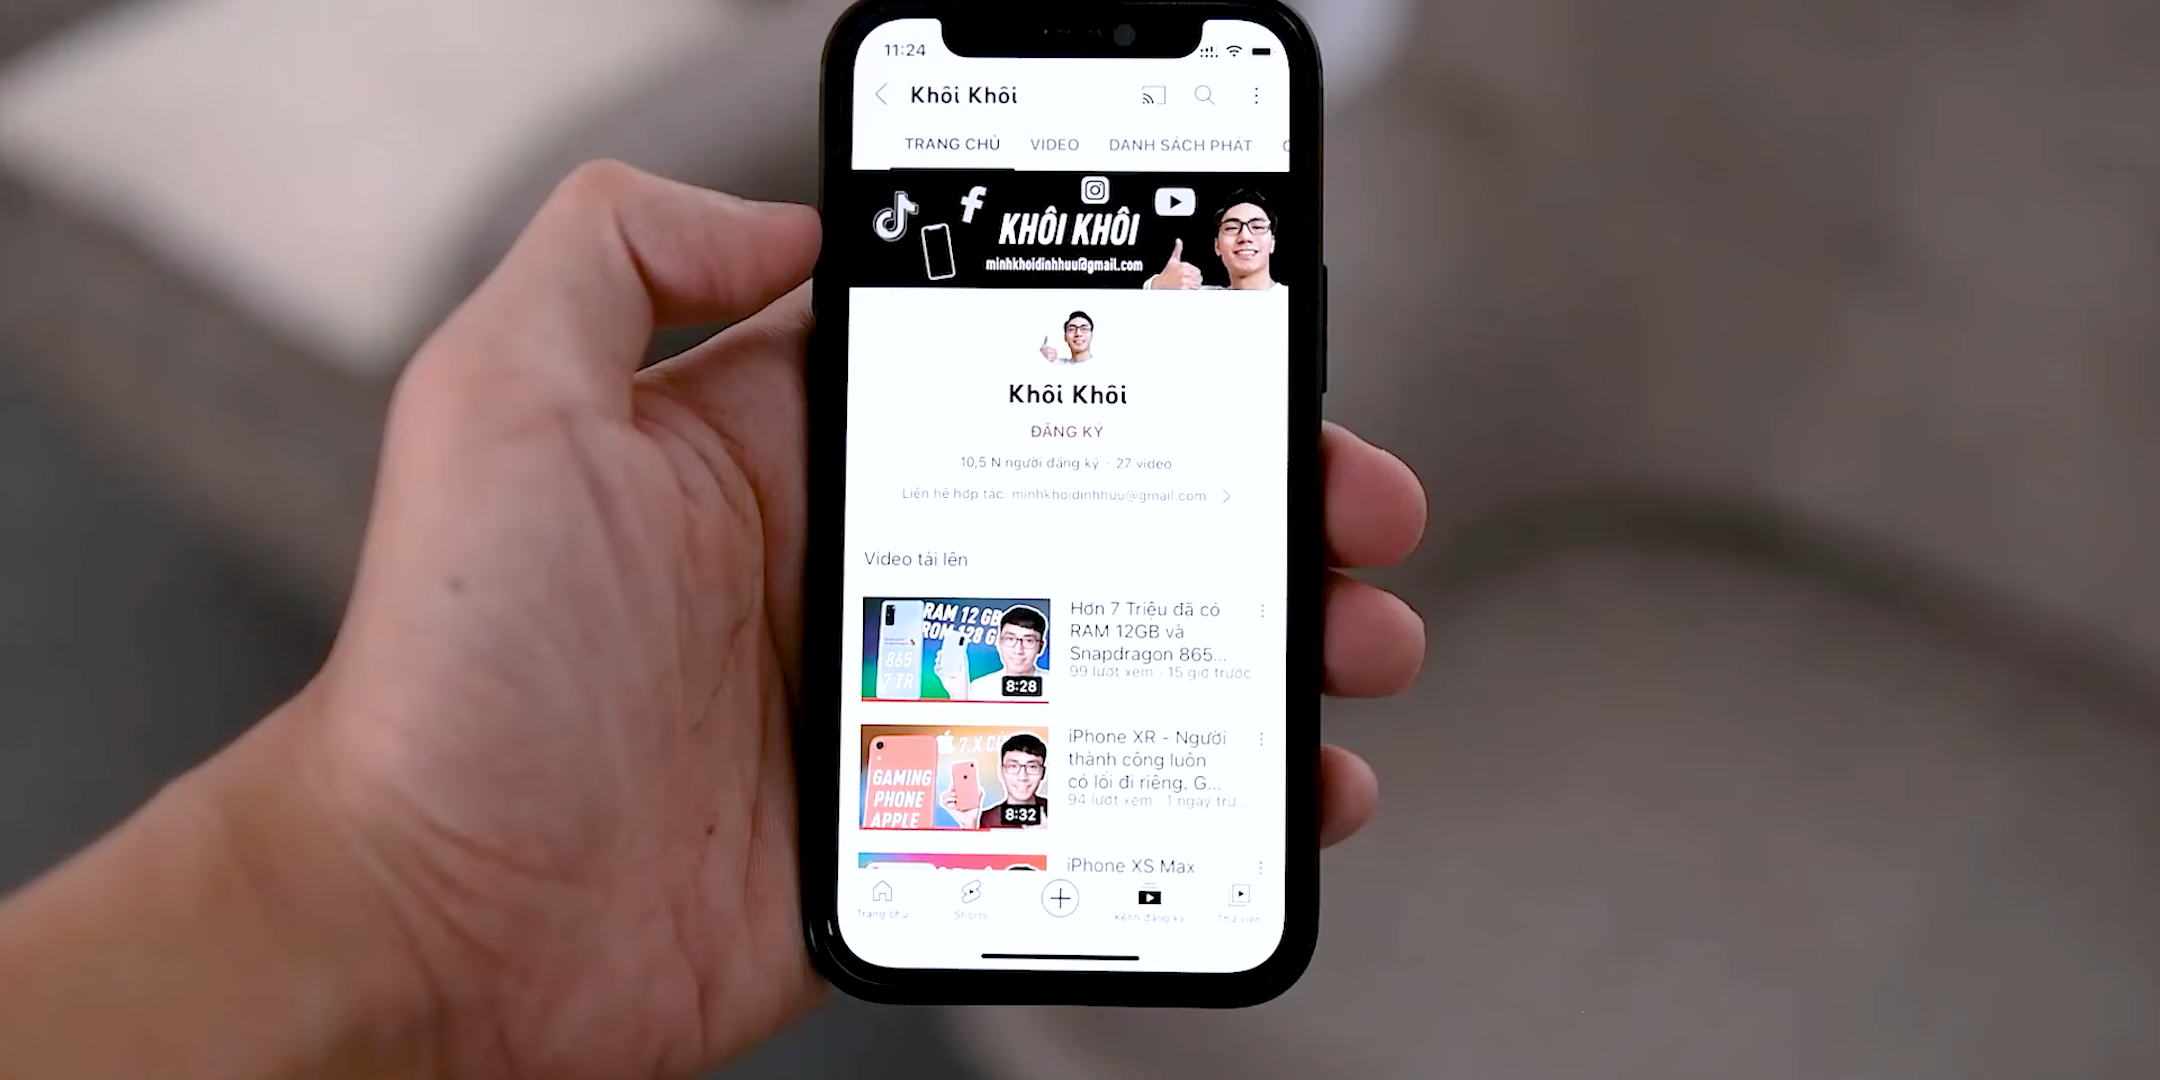 11:24
Khôi Khôi
TRANG CHỦ VIDEO DANH SÁCH PHÁT
KHÔI KHÔI
minhkhoidinhhuu@gmail.com
Khôi Khôi
ĐĂNG KÝ
10,5 N người đăng ký · 27 video
Liên hệ hợp tác: minhkhoidinhhuu@gmail.com
Video tải lên
RAM 12 GB
ROM 128 G
865
7 TR
8:28
Hơn 7 Triệu đã có
RAM 12GB và
Snapdragon 865...
99 lượt xem · 15 giờ trước
7.X CỦ
GAMING
PHONE
APPLE
8:32
iPhone XR - Người
thành công luôn
có lối đi riêng. G...
94 lượt xem · 1 ngày trư...
iPhone XS Max
Trang chủ Shorts Kênh đăng ký Thư viện